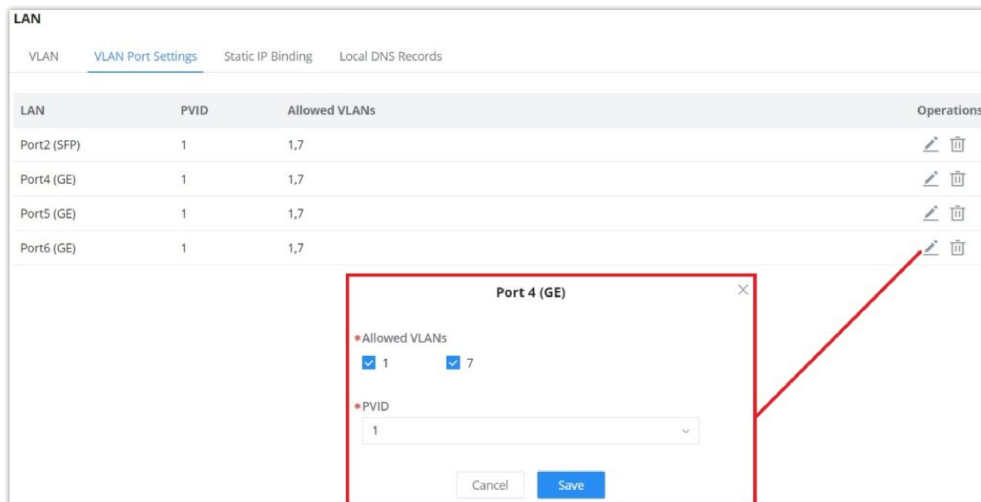 LAN
VLAN VLAN Port Settings Static IP Binding Local DNS Records
LAN PVID Allowed VLANs Operations
Port2 (SFP) 1 1,7
Port4 (GE) 1 1,7
Port5 (GE) 1 1,7
Port6 (GE) 1 1,7
Port 4 (GE)
*Allowed VLANs
1 7
*PVID
1
Cancel Save